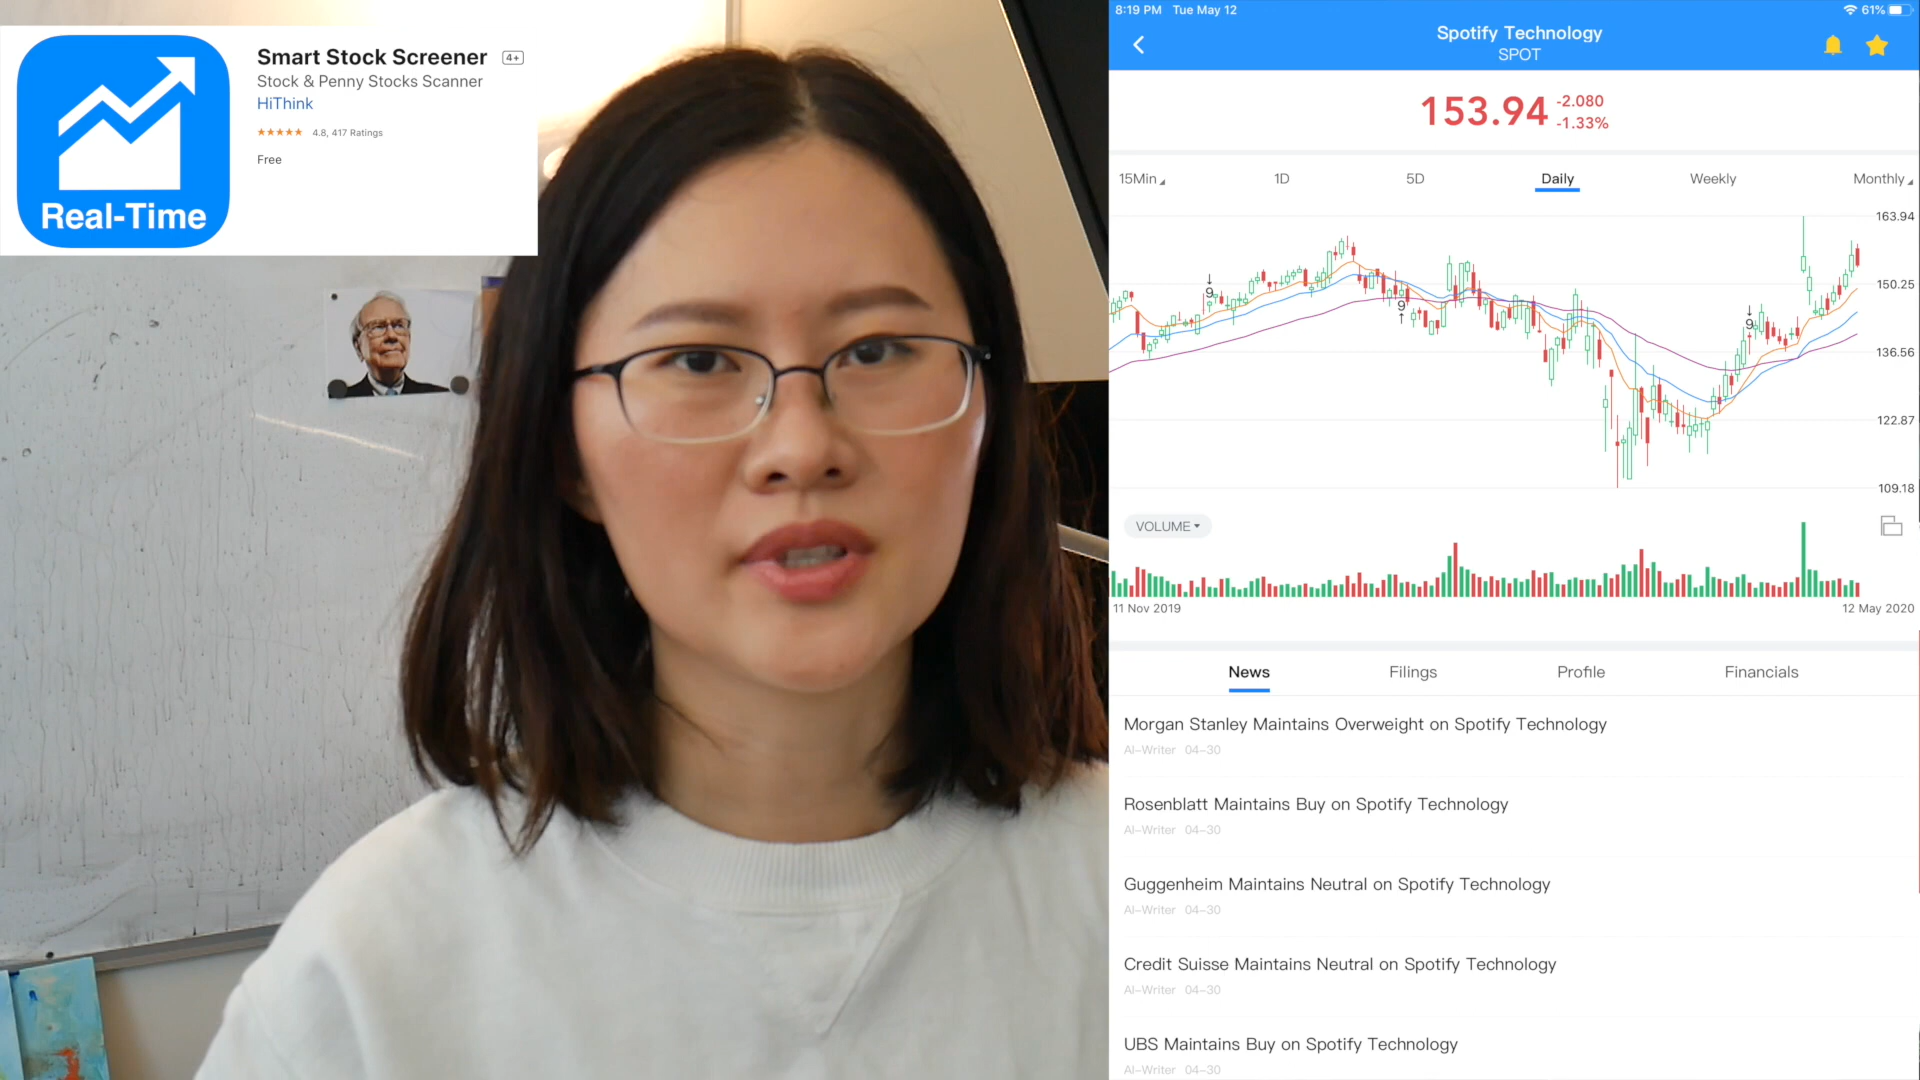 Smart Stock Screener 4+
Stock & Penny Stocks Scanner
HiThink
4.8, 417 Ratings
Free
Real-Time
8:19 PM Tue May 12
61%
Spotify Technology
SPOT
153.94
-2.080
-1.33%
15Min 1D 5D Daily Weekly Monthly
163.94
150.25
136.56
122.87
109.18
9
9
9
VOLUME
11 Nov 2019
12 May 2020
News Filings Profile Financials
Morgan Stanley Maintains Overweight on Spotify Technology
AI-Writer 04-30
Rosenblatt Maintains Buy on Spotify Technology
AI-Writer 04-30
Guggenheim Maintains Neutral on Spotify Technology
AI-Writer 04-30
Credit Suisse Maintains Neutral on Spotify Technology
AI-Writer 04-30
UBS Maintains Buy on Spotify Technology
AI-Writer 04-30